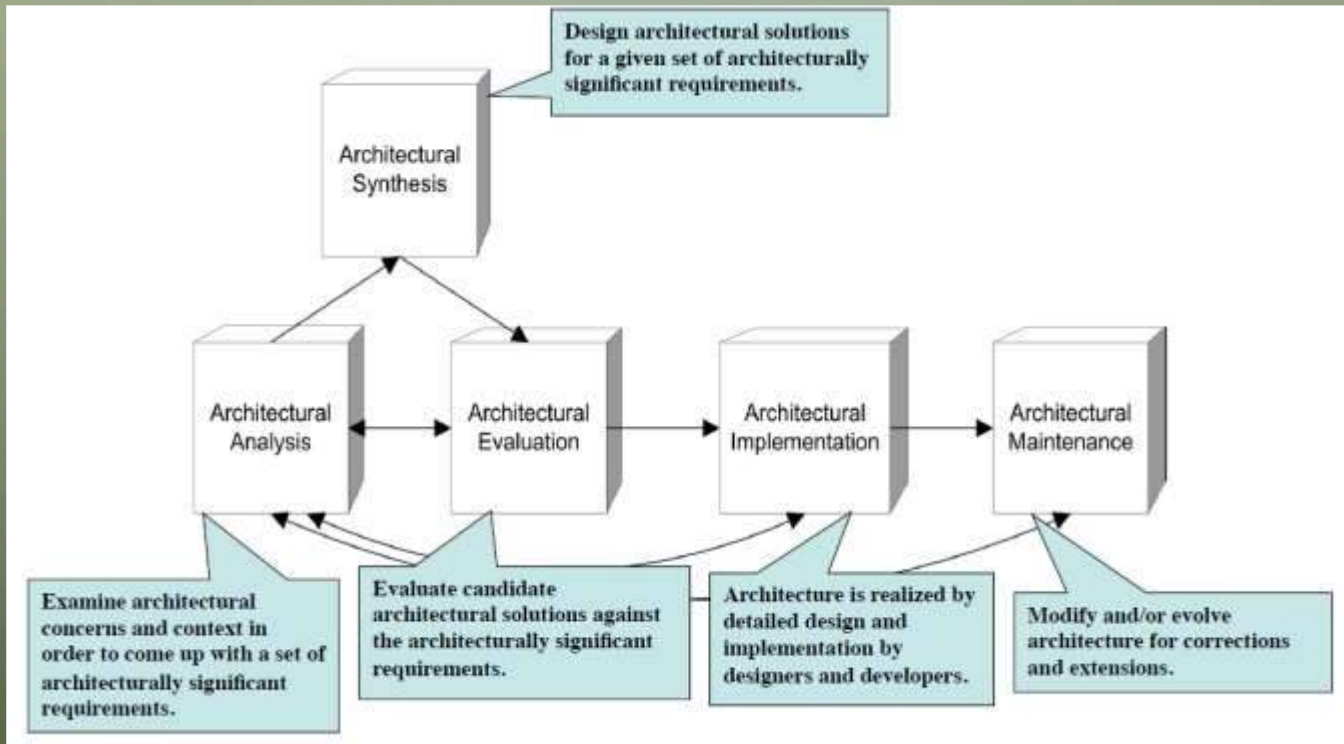 Design architectural solutions
for a given set of architecturally
significant requirements.
Architectural
Synthesis
Architectural
Analysis
Architectural
Evaluation
Architectural
Implementation
Architectural
Maintenance
Examine architectural
concerns and context in
order to come up with a set of
architecturally significant
requirements.
Evaluate candidate
architectural solutions against
the architecturally significant
requirements.
Architecture is realized by
detailed design and
implementation by
designers and developers.
Modify and/or evolve
architecture for corrections
and extensions.